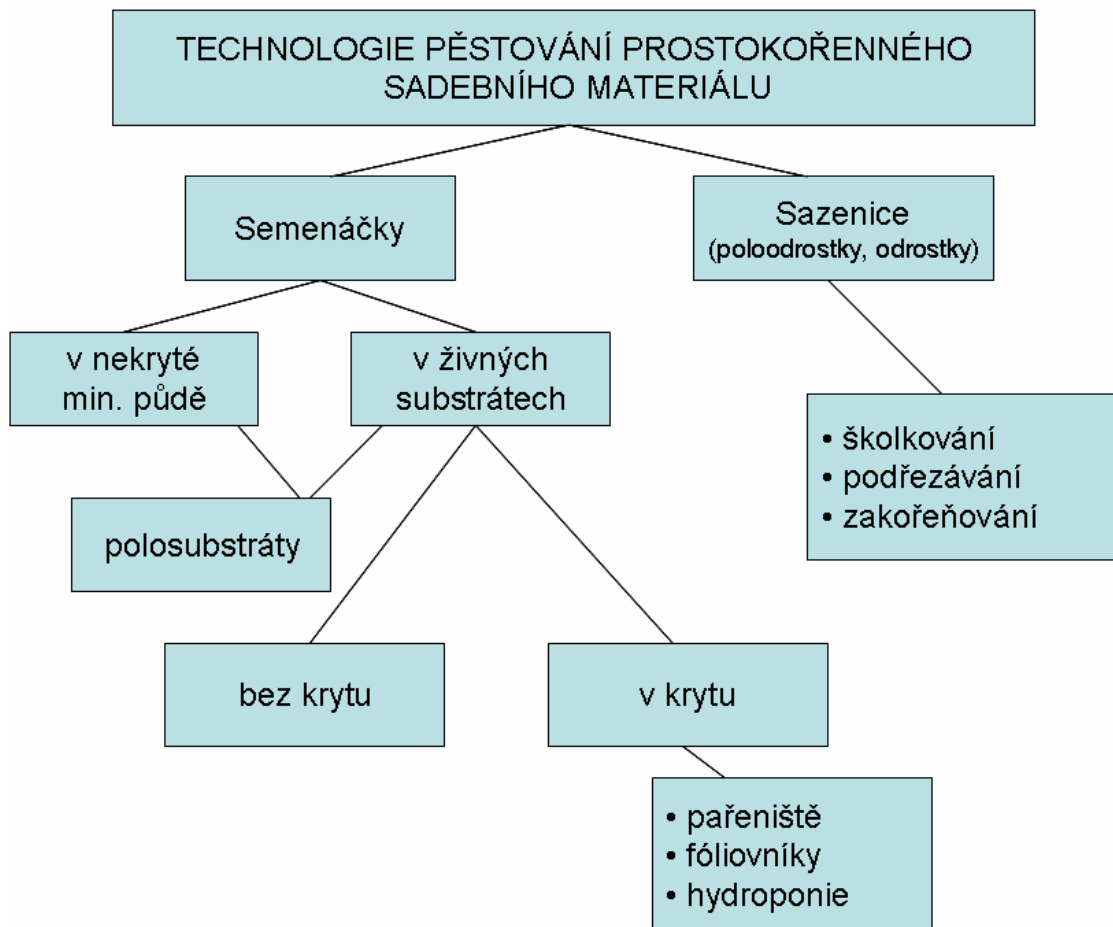 TECHNOLOGIE PĚSTOVÁNÍ PROSTOKOŘENNÉHO
SADEBNÍHO MATERIÁLU
Semenáčky
Sazenice
(poloodrostky, odrostky)
v nekryté
min. půdě
v živných
substrátech
• školkování
• podřezávání
• zakořeňování
polosubstráty
bez krytu
v krytu
• pařeniště
• fóliovníky
• hydroponie